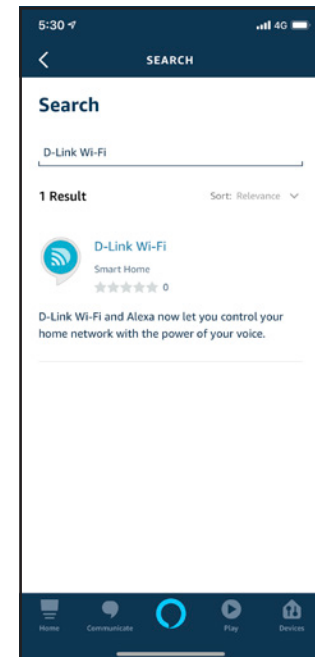 5:30 4G
SEARCH
Search
D-Link Wi-Fi
1 Result Sort: Relevance
D-Link Wi-Fi
Smart Home
0
D-Link Wi-Fi and Alexa now let you control your
home network with the power of your voice.
Home Communicate Play Devices